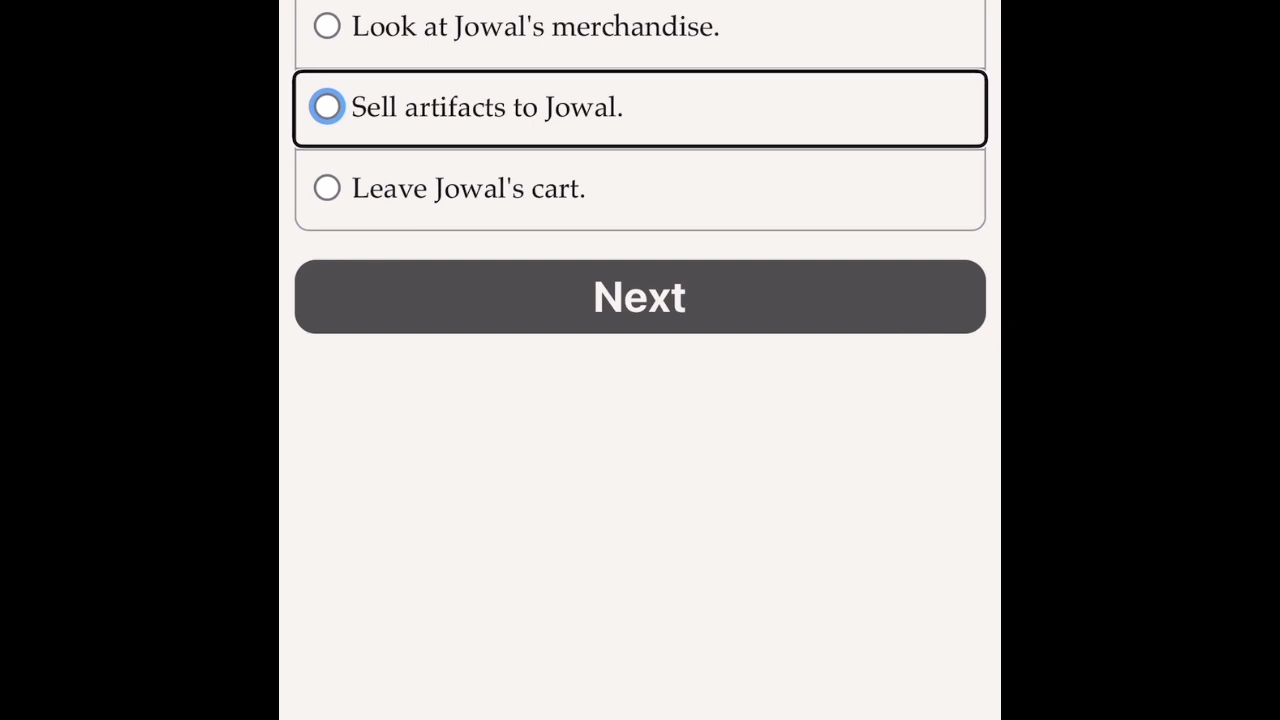 Look at Jowal's merchandise.
Sell artifacts to Jowal.
Leave Jowal's cart.
Next